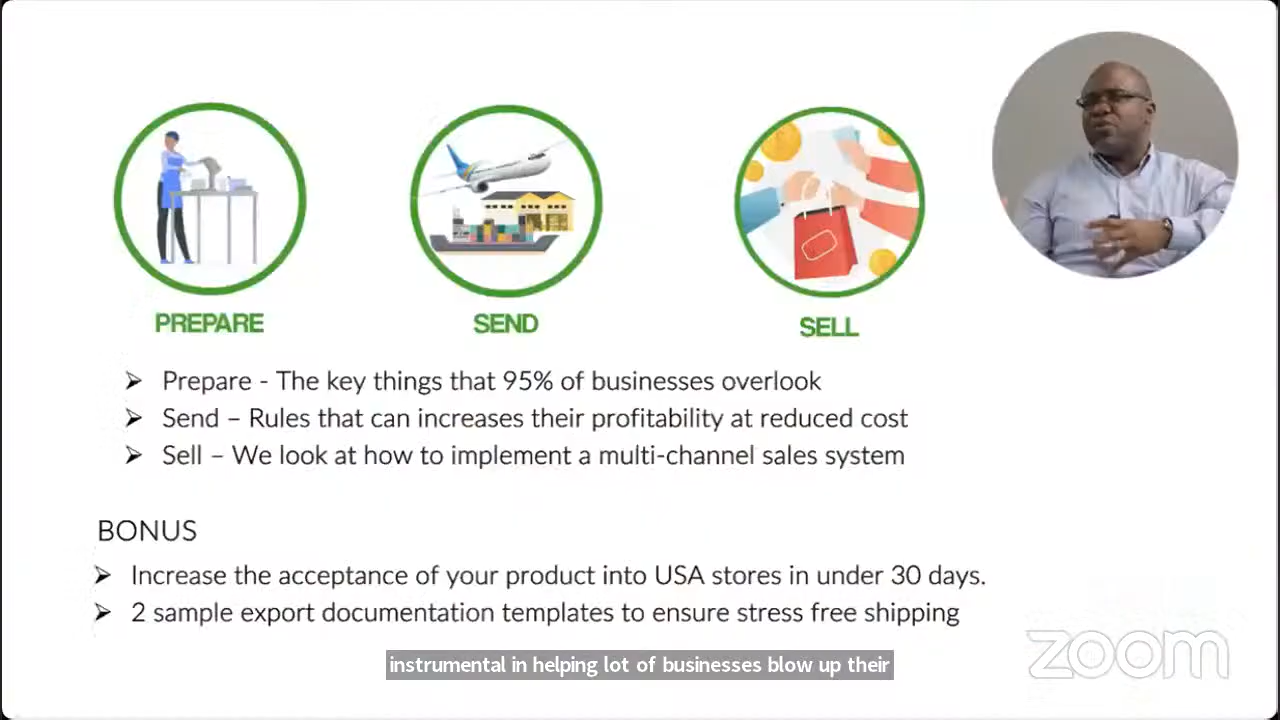 PREPARE
SEND
SELL
➢ Prepare - The key things that 95% of businesses overlook
➢ Send – Rules that can increases their profitability at reduced cost
➢ Sell – We look at how to implement a multi-channel sales system
BONUS
➢ Increase the acceptance of your product into USA stores in under 30 days.
➢ 2 sample export documentation templates to ensure stress free shipping
zoom
instrumental in helping lot of businesses blow up their